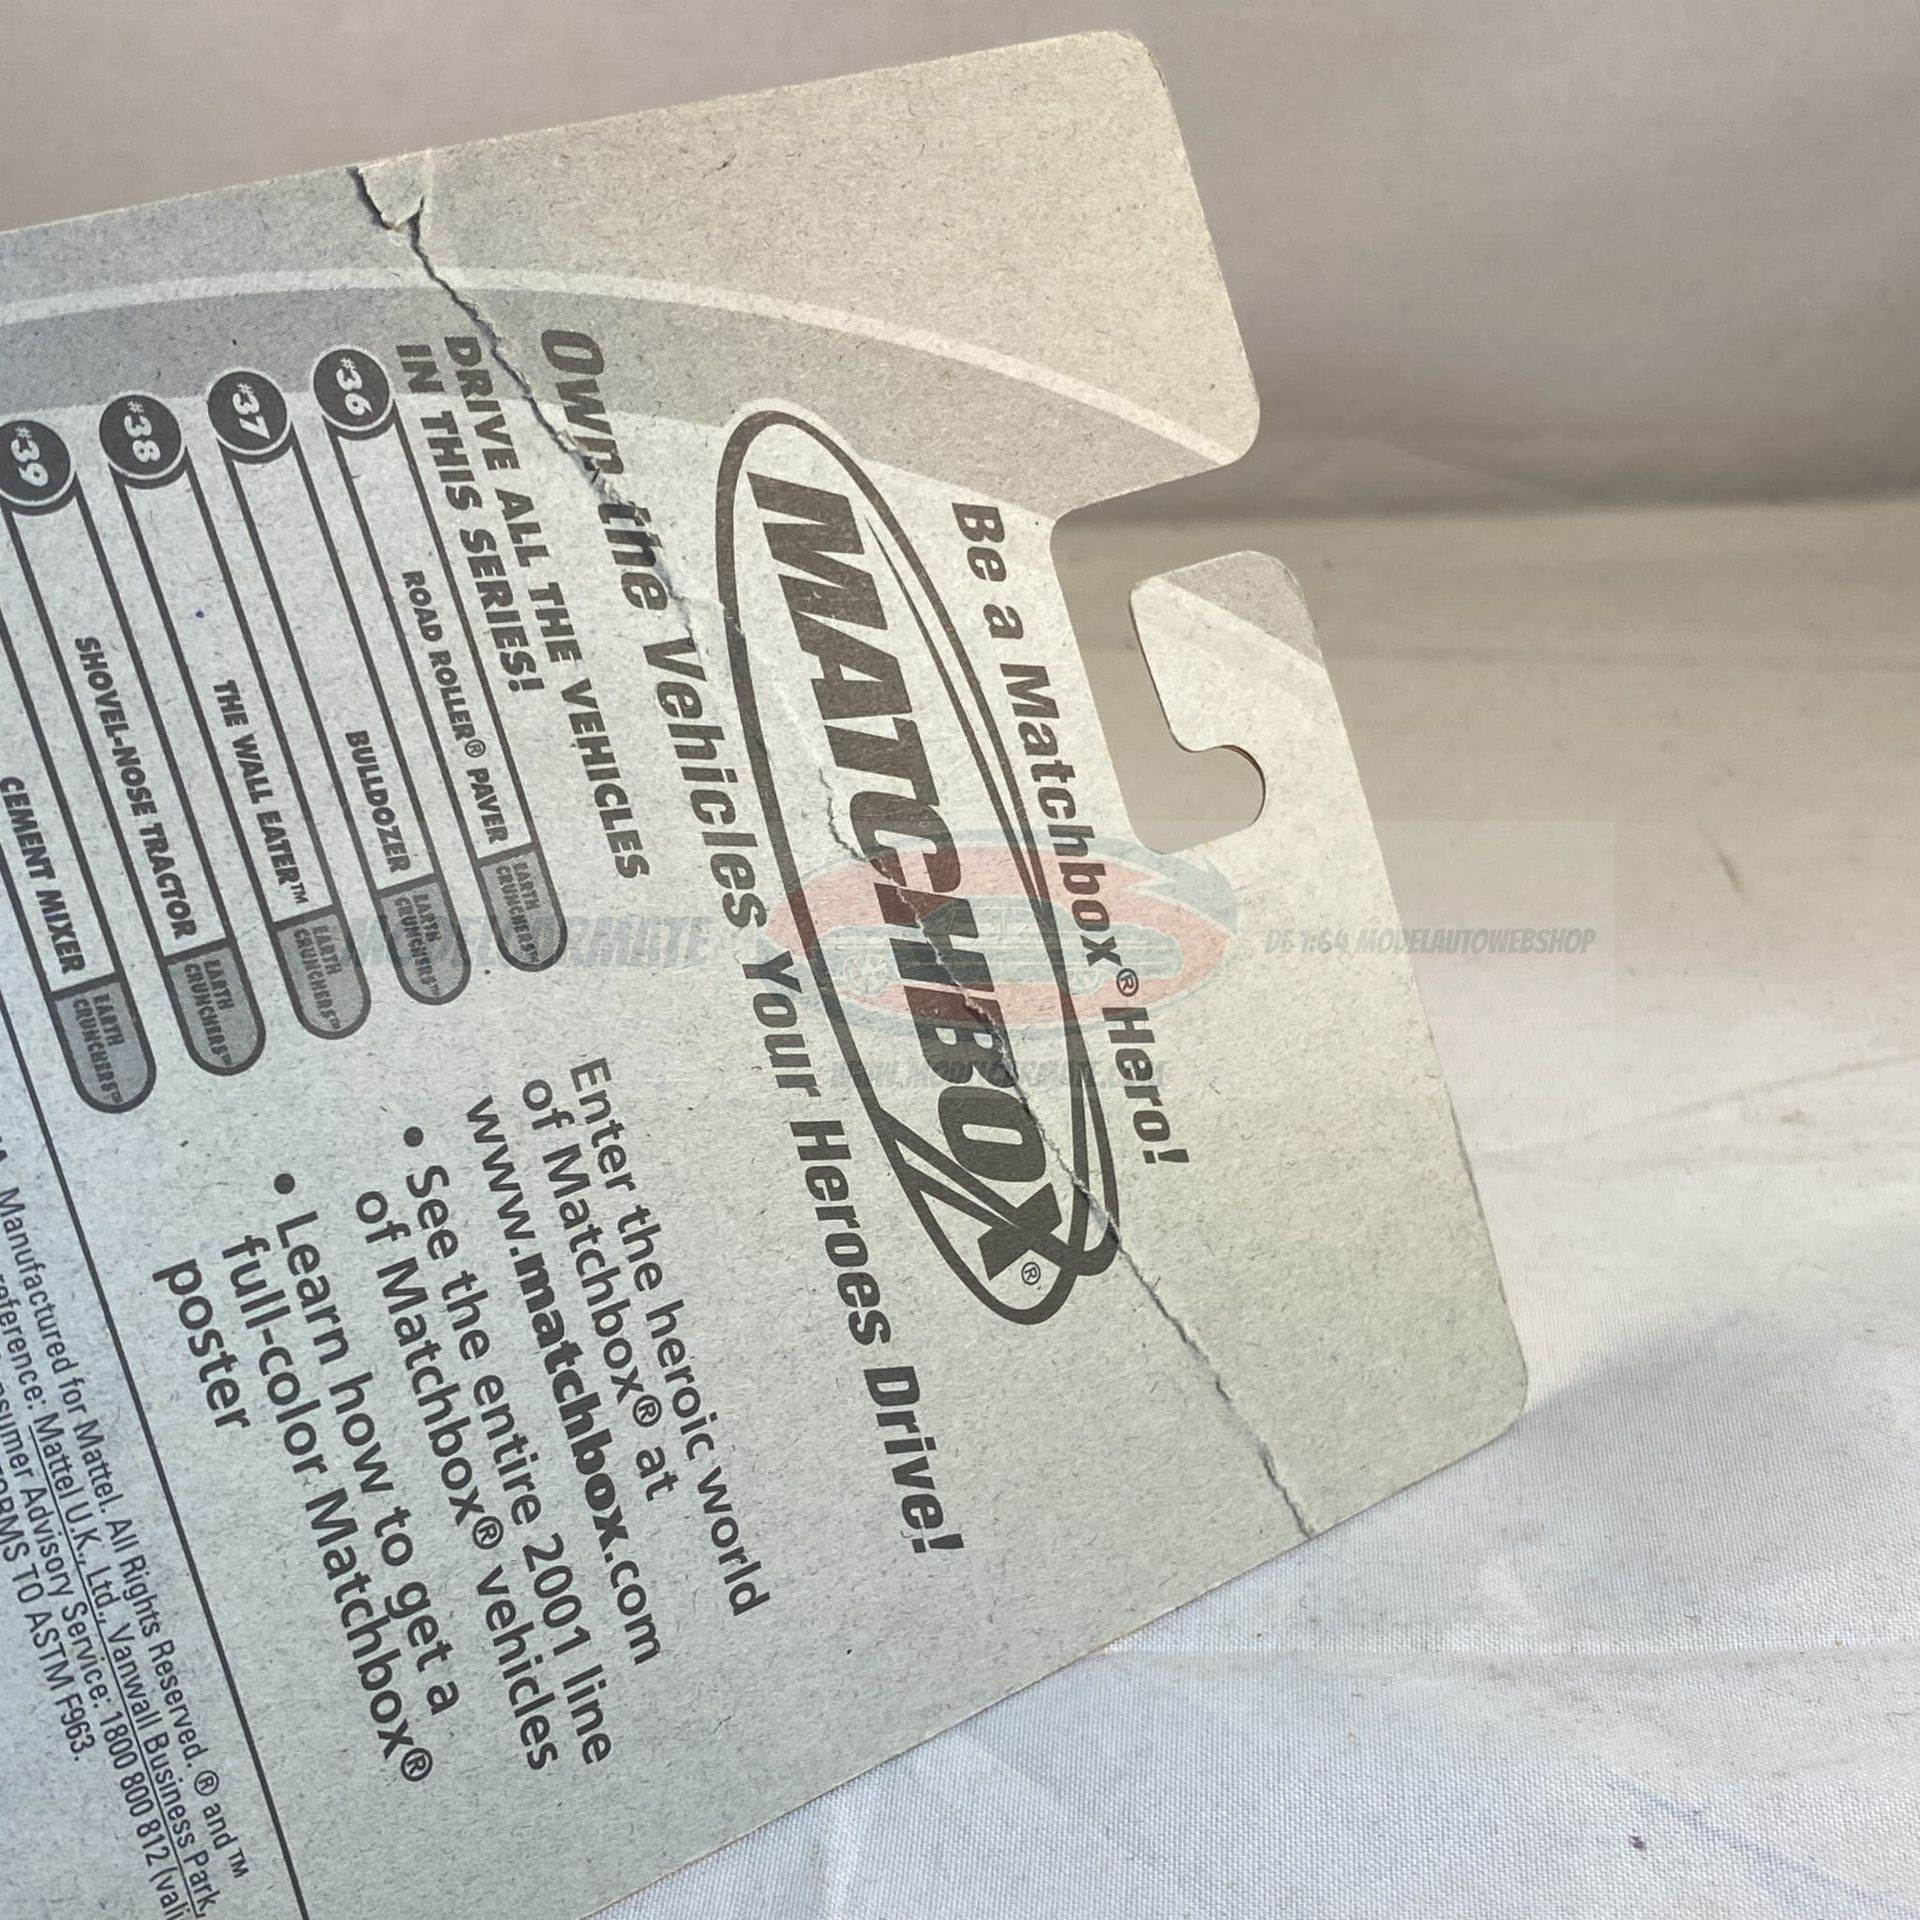 Be a Matchbox® Hero!
MATCHBOX®
Own the Vehicles Your Heroes Drive!
DRIVE ALL THE VEHICLES
IN THIS SERIES!
#36 ROAD ROLLER® PAVER EARTH CRUNCHERS™
#37 BULLDOZER EARTH CRUNCHERS™
#38 THE WALL EATER™ EARTH CRUNCHERS™
#39 SHOVEL-NOSE TRACTOR EARTH CRUNCHERS™
CEMENT MIXER EARTH CRUNCHERS™
Enter the heroic world
of Matchbox® at
www.matchbox.com
• See the entire 2001 line
of Matchbox® vehicles
• Learn how to get a
full-color Matchbox®
poster
Manufactured for Mattel. All Rights Reserved. ® and ™
reference: Mattel U.K., Ltd., Vanwall Business Park,
Advisory Service: 1800 800 812 (vali
TO ASTM F963.
DE 1:64 MODELAUTOWEBSHOP